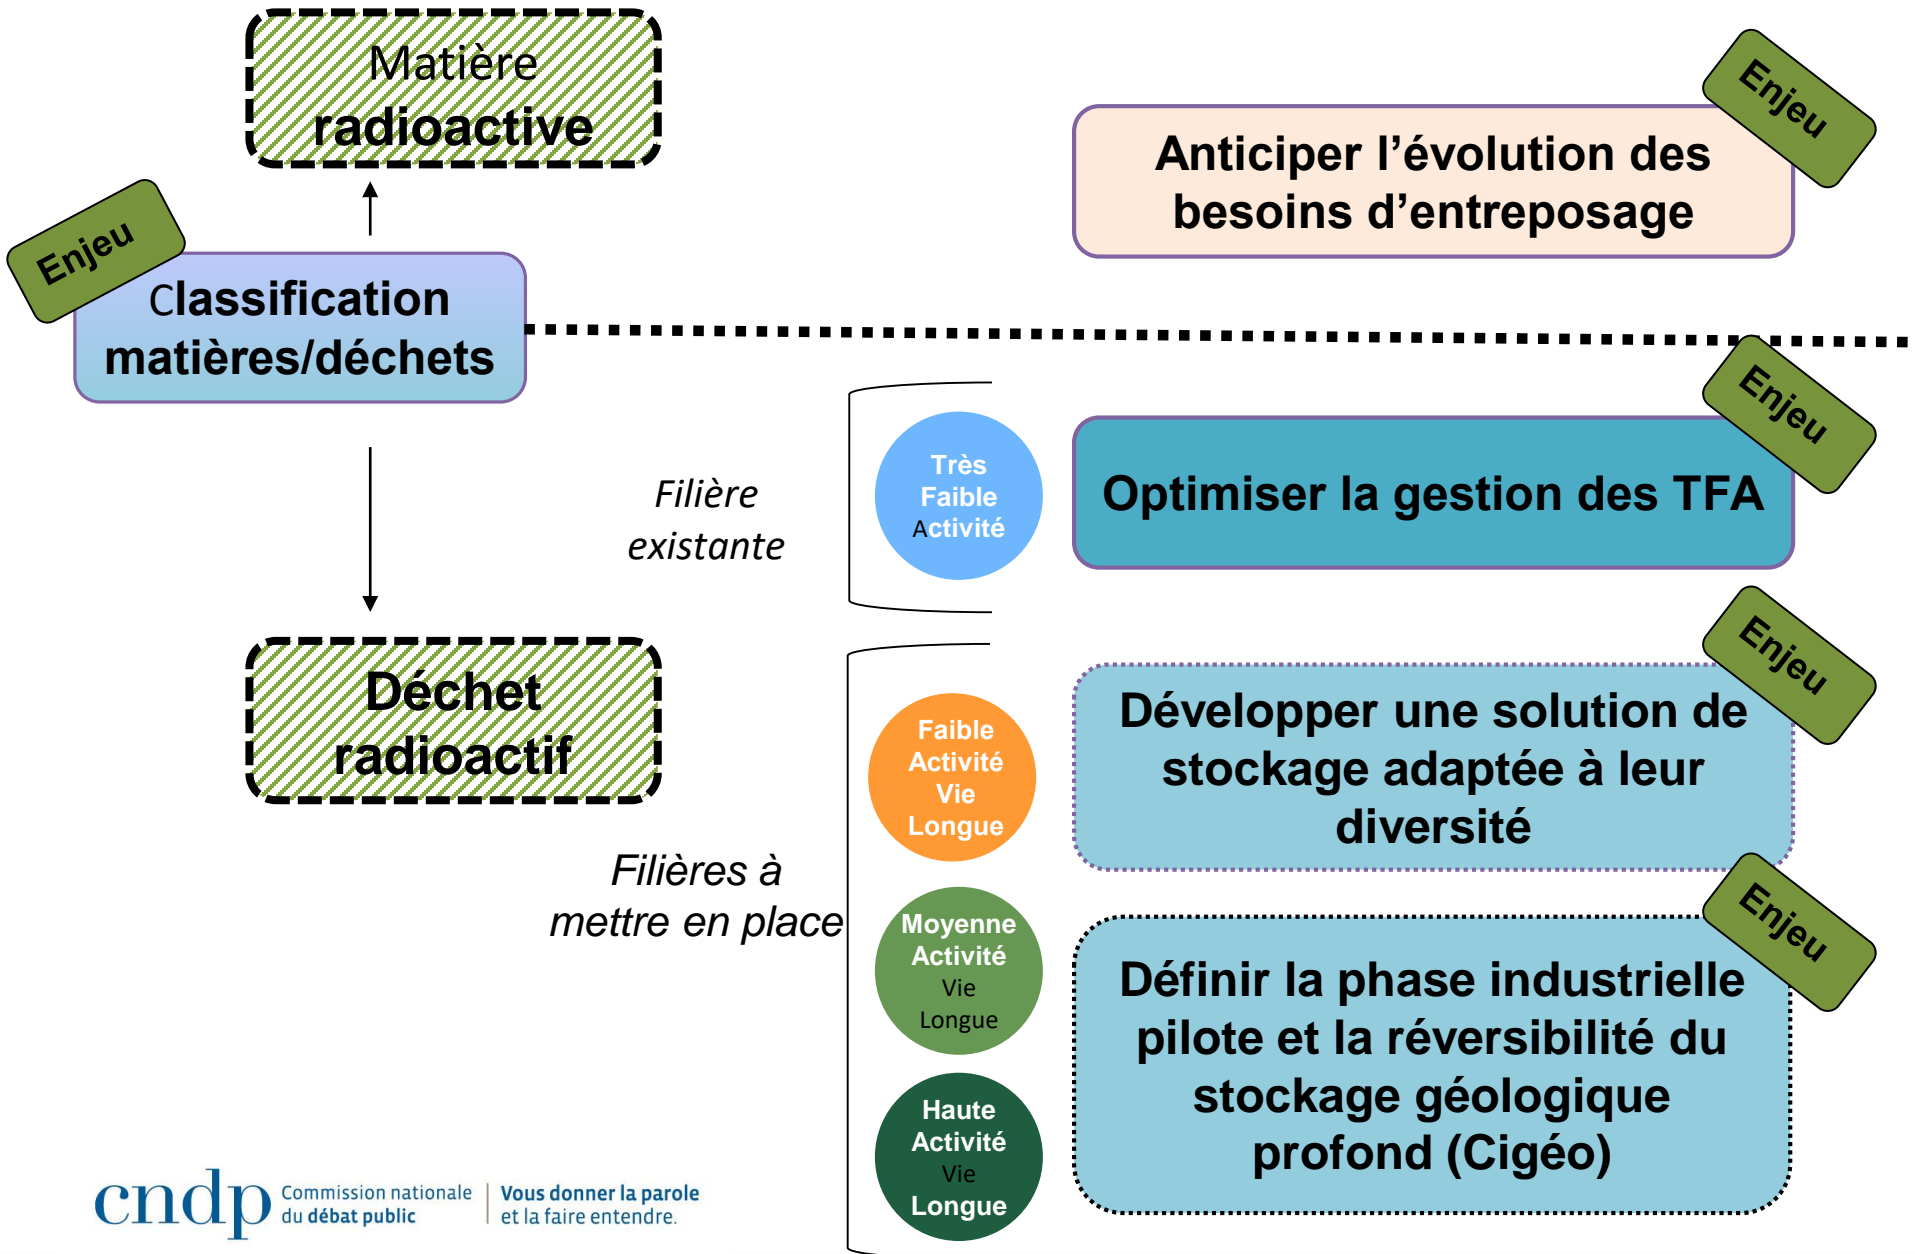 Matière
radioactive
Enjeu
Classification
matières/déchets
Enjeu
Anticiper l’évolution des
besoins d’entreposage
Filière
existante
Très
Faible
Activité
Enjeu
Optimiser la gestion des TFA
Déchet
radioactif
Filières à
mettre en place
Faible
Activité
Vie
Longue
Enjeu
Développer une solution de
stockage adaptée à leur
diversité
Moyenne
Activité
Vie
Longue
Haute
Activité
Vie
Longue
Enjeu
Définir la phase industrielle
pilote et la réversibilité du
stockage géologique
profond (Cigéo)
cndp
Commission nationale
du débat public
Vous donner la parole
et la faire entendre.